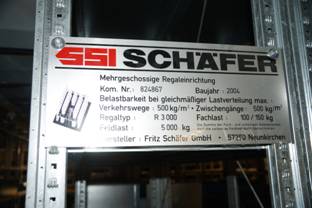 SSI SCHÄFER
Mehrgeschossige Regaleinrichtung
Kom. Nr.: 824867 Baujahr: 2004
Belastbarkeit bei gleichmäßiger Lastverteilung max.:
Verkehrswege: 500 kg/m² Zwischengänge: 500 kg/m²
Regaltyp: R 3000 Fachlast: 100 / 150 kg
Feldlast: 5 000 kg
Hersteller: Fritz Schäfer GmbH 57290 Neunkirchen